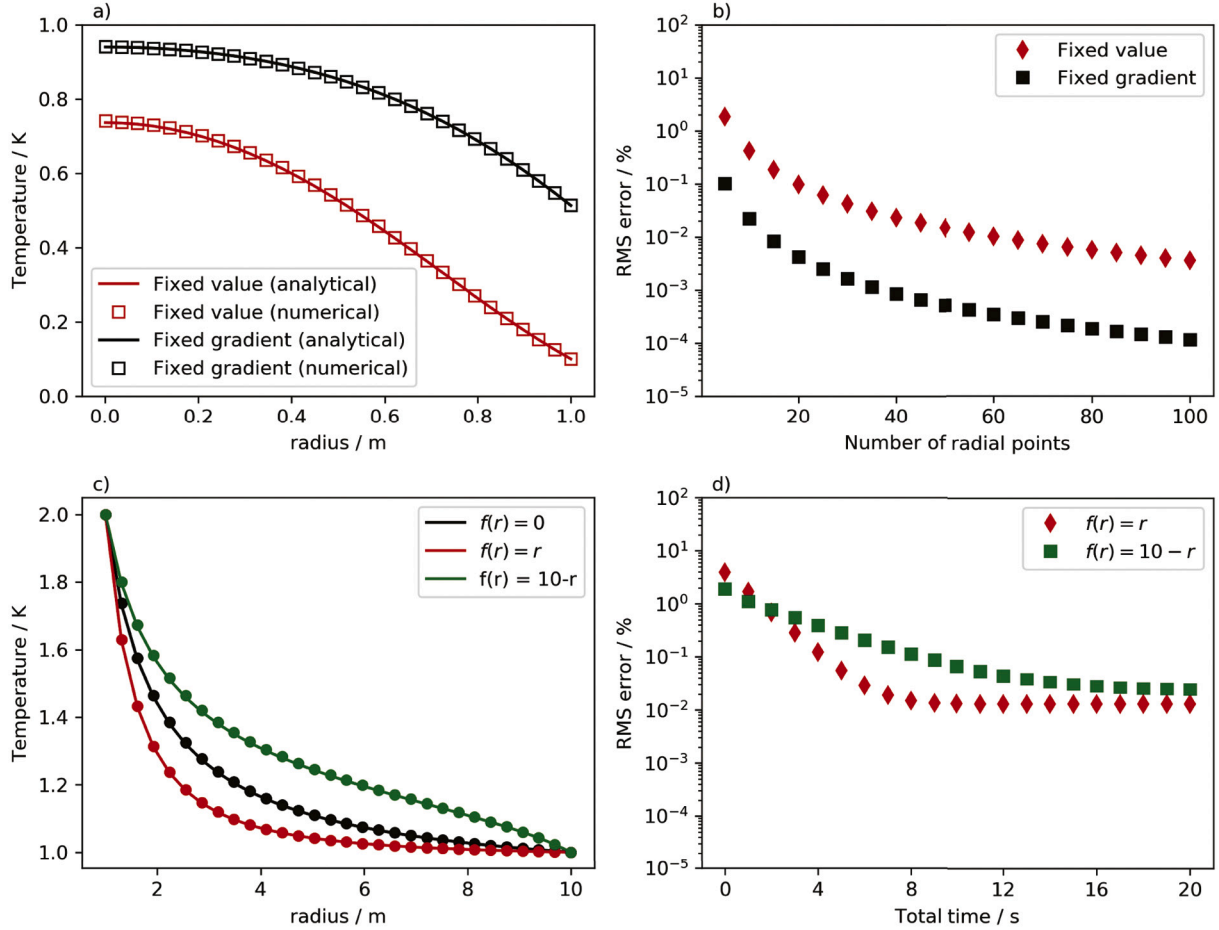 a)
1.0
0.8
0.6
0.4
0.2
0.0
Temperature / K
Fixed value (analytical)
Fixed value (numerical)
Fixed gradient (analytical)
Fixed gradient (numerical)
0.0 0.2 0.4 0.6 0.8 1.0
radius / m
b)
10²
10¹
10⁰
10⁻¹
10⁻²
10⁻³
10⁻⁴
10⁻⁵
RMS error / %
Fixed value
Fixed gradient
20 40 60 80 100
Number of radial points
c)
2.0
1.8
1.6
1.4
1.2
1.0
Temperature / K
f(r) = 0
f(r) = r
f(r) = 10-r
2 4 6 8 10
radius / m
d)
10²
10¹
10⁰
10⁻¹
10⁻²
10⁻³
10⁻⁴
10⁻⁵
RMS error / %
f(r) = r
f(r) = 10 − r
0 4 8 12 16 20
Total time / s